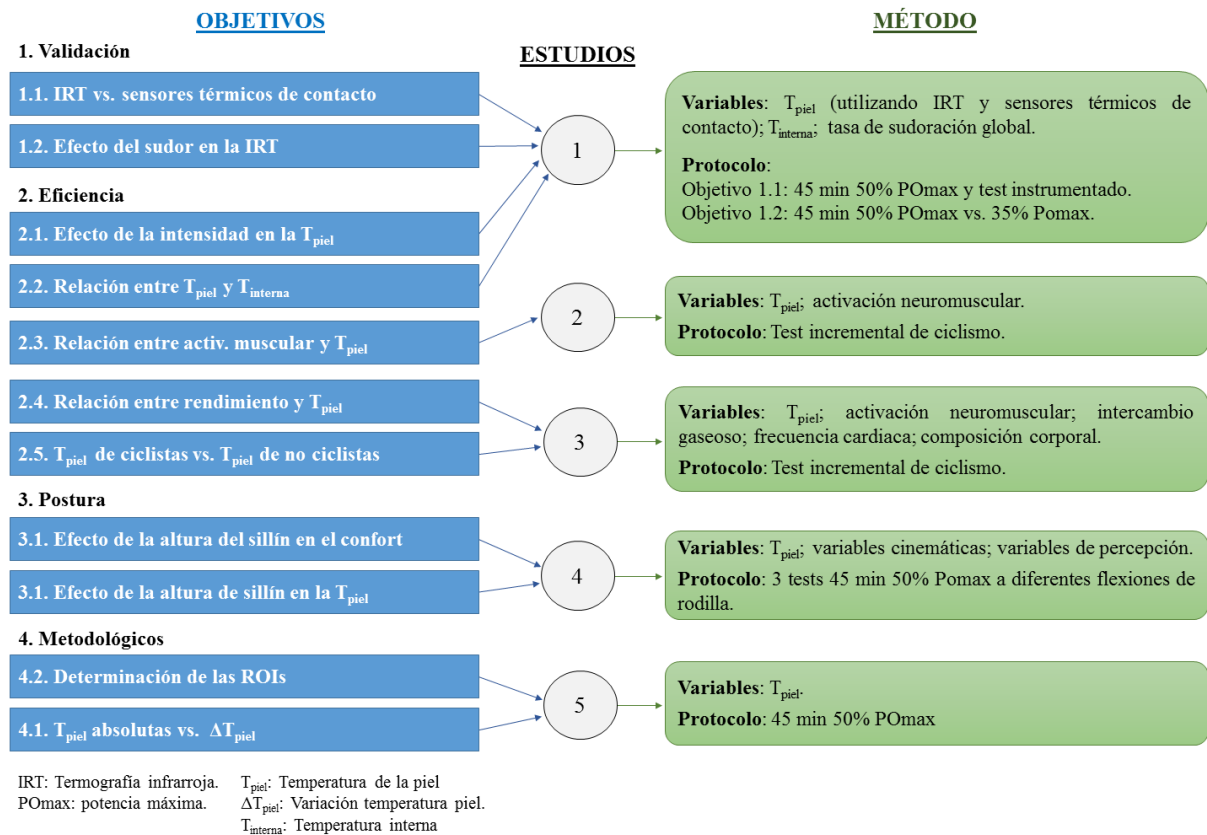 OBJETIVOS
1. Validación
1.1. IRT vs. sensores térmicos de contacto
1.2. Efecto del sudor en la IRT
2. Eficiencia
2.1. Efecto de la intensidad en la Tpiel
2.2. Relación entre Tpiel y Tinterna
2.3. Relación entre activ. muscular y Tpiel
2.4. Relación entre rendimiento y Tpiel
2.5. Tpiel de ciclistas vs. Tpiel de no ciclistas
3. Postura
3.1. Efecto de la altura del sillín en el confort
3.1. Efecto de la altura de sillín en la Tpiel
4. Metodológicos
4.2. Determinación de las ROIs
4.1. Tpiel absolutas vs. ΔTpiel
ESTUDIOS
1
2
3
4
5
MÉTODO
Variables: Tpiel (utilizando IRT y sensores térmicos de
contacto); Tinterna; tasa de sudoración global.
Protocolo:
Objetivo 1.1: 45 min 50% POmax y test instrumentado.
Objetivo 1.2: 45 min 50% POmax vs. 35% Pomax.
Variables: Tpiel; activación neuromuscular.
Protocolo: Test incremental de ciclismo.
Variables: Tpiel; activación neuromuscular; intercambio
gaseoso; frecuencia cardiaca; composición corporal.
Protocolo: Test incremental de ciclismo.
Variables: Tpiel; variables cinemáticas; variables de percepción.
Protocolo: 3 tests 45 min 50% Pomax a diferentes flexiones de
rodilla.
Variables: Tpiel.
Protocolo: 45 min 50% POmax
IRT: Termografía infrarroja.
POmax: potencia máxima.
Tpiel: Temperatura de la piel
ΔTpiel: Variación temperatura piel.
Tinterna: Temperatura interna